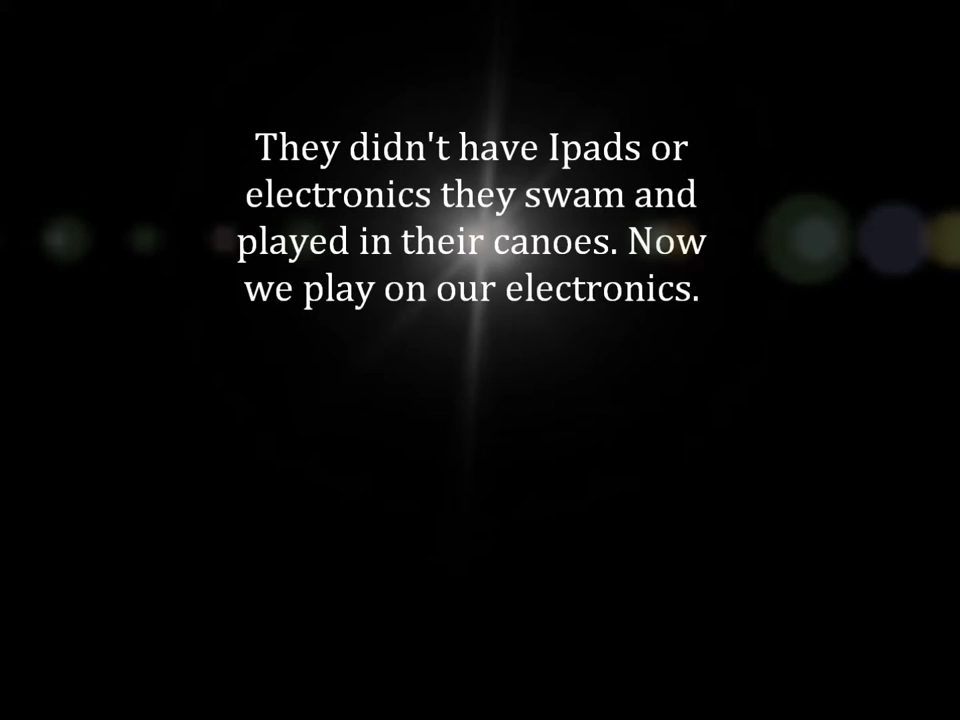 They didn't have Ipads or
electronics they swam and
played in their canoes. Now
we play on our electronics.